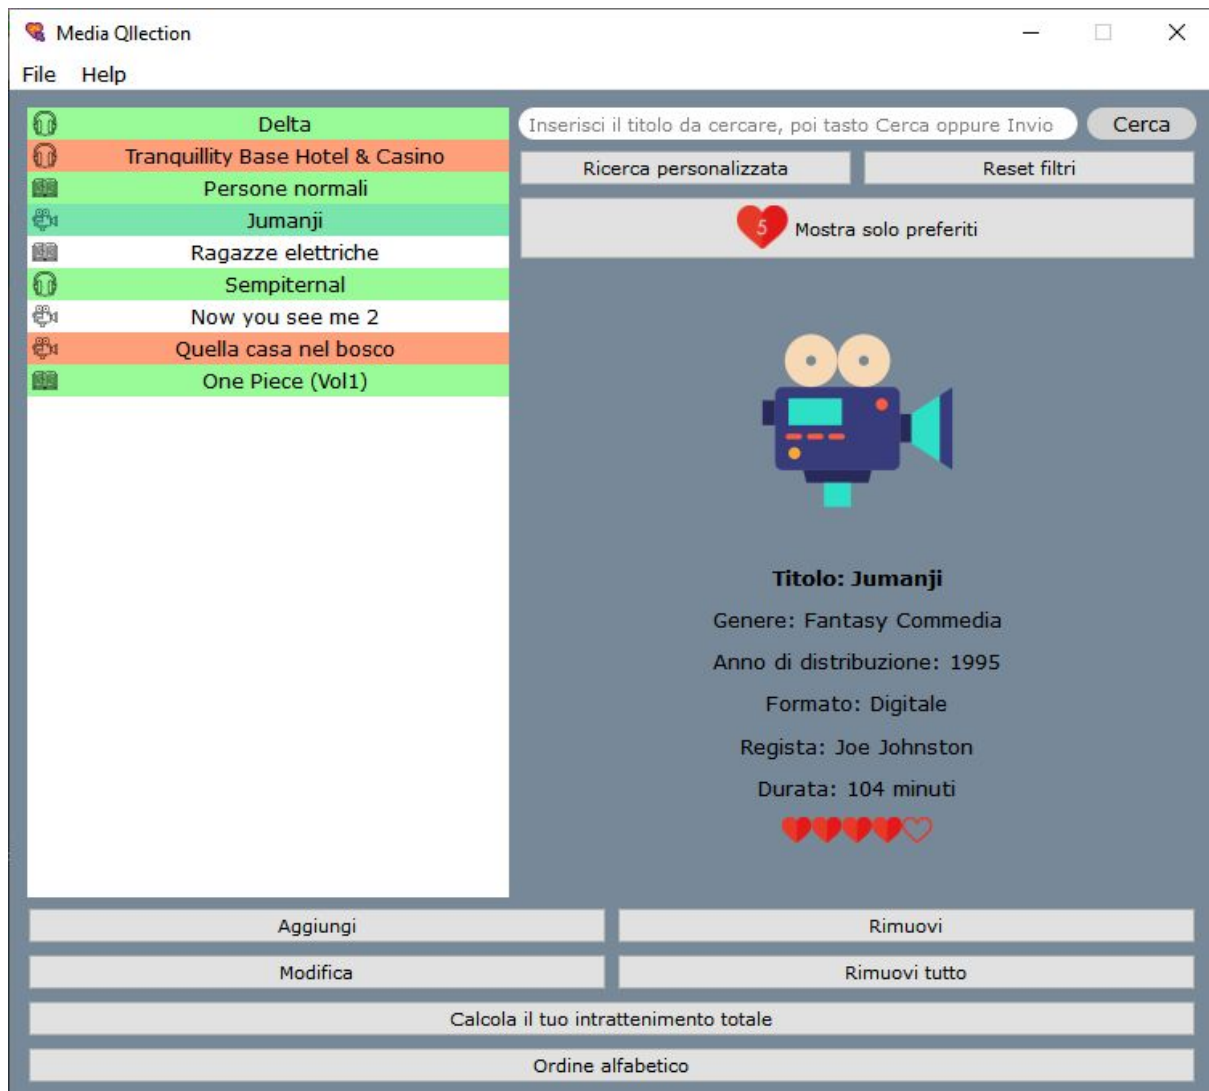 Media Qllection
File Help
Delta
Tranquillity Base Hotel & Casino
Persone normali
Jumanji
Ragazze elettriche
Sempiternal
Now you see me 2
Quella casa nel bosco
One Piece (Vol1)
Inserisci il titolo da cercare, poi tasto Cerca oppure Invio
Cerca
Ricerca personalizzata
Reset filtri
5 Mostra solo preferiti
Titolo: Jumanji
Genere: Fantasy Commedia
Anno di distribuzione: 1995
Formato: Digitale
Regista: Joe Johnston
Durata: 104 minuti
Aggiungi
Rimuovi
Modifica
Rimuovi tutto
Calcola il tuo intrattenimento totale
Ordine alfabetico